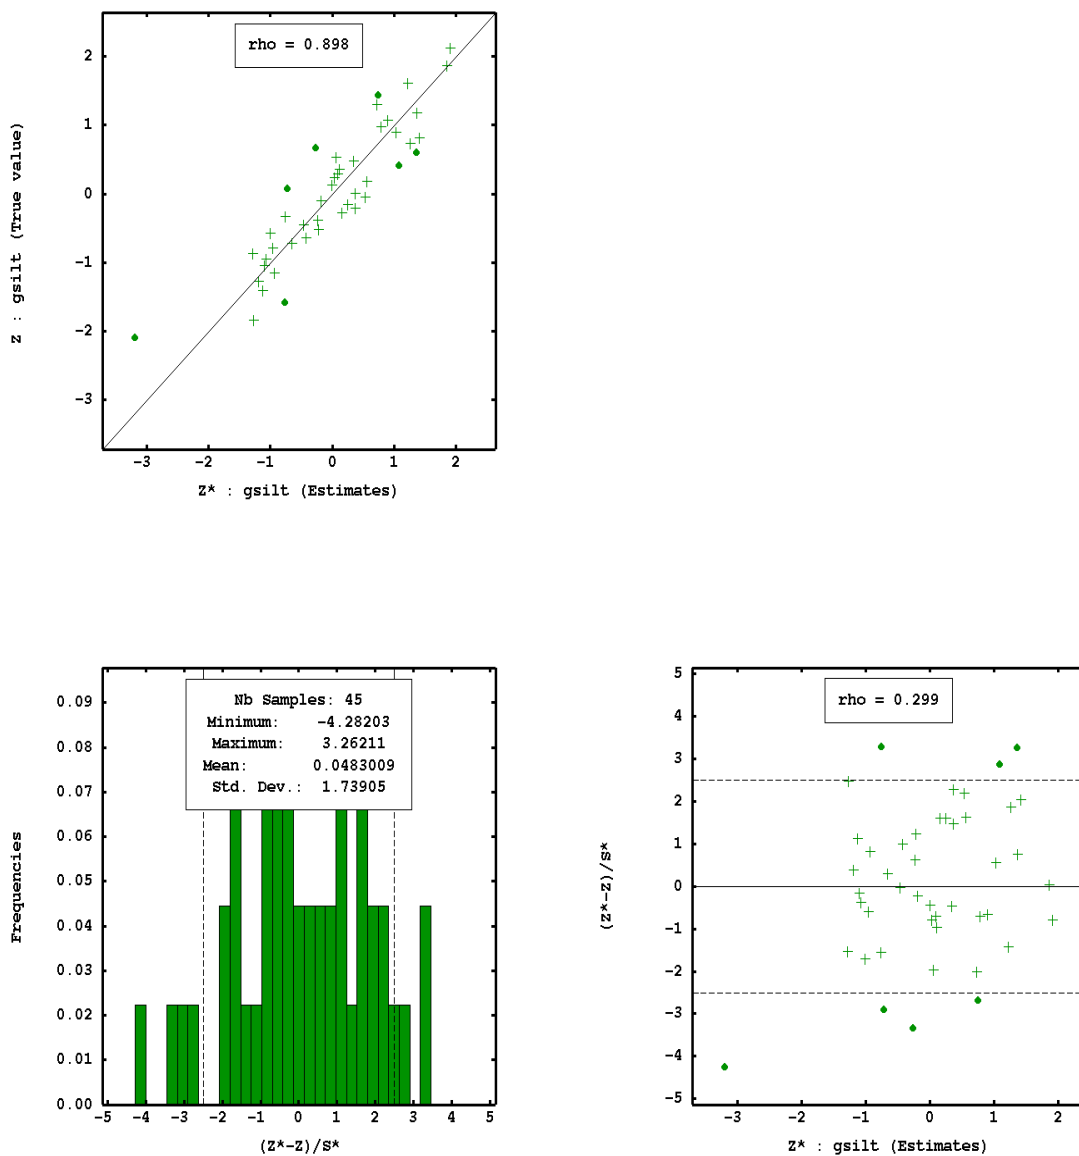 rho = 0.898
2
1
0
−1
−2
−3
Z : gsilt (True value)
−3 −2 −1 0 1 2
Z* : gsilt (Estimates)
Nb Samples: 45
Minimum: −4.28203
Maximum: 3.26211
Mean: 0.0483009
Std. Dev.: 1.73905
0.09
0.08
0.07
0.06
0.05
0.04
0.03
0.02
0.01
0.00
Frequencies
−5 −4 −3 −2 −1 0 1 2 3 4 5
(Z*−Z)/S*
rho = 0.299
5
4
3
2
1
0
−1
−2
−3
−4
−5
(Z*−Z)/S*
−3 −2 −1 0 1 2
Z* : gsilt (Estimates)